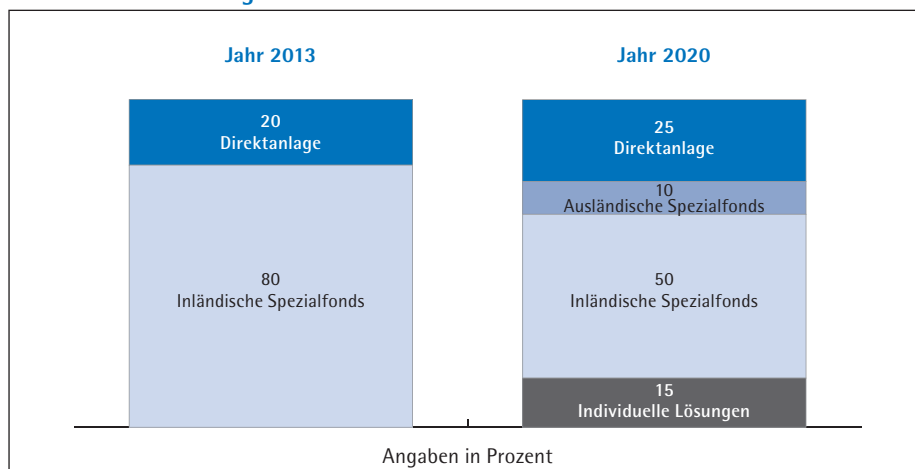 Jahr 2013
Jahr 2020
20
Direktanlage
80
Inländische Spezialfonds
25
Direktanlage
10
Ausländische Spezialfonds
50
Inländische Spezialfonds
15
Individuelle Lösungen
Angaben in Prozent